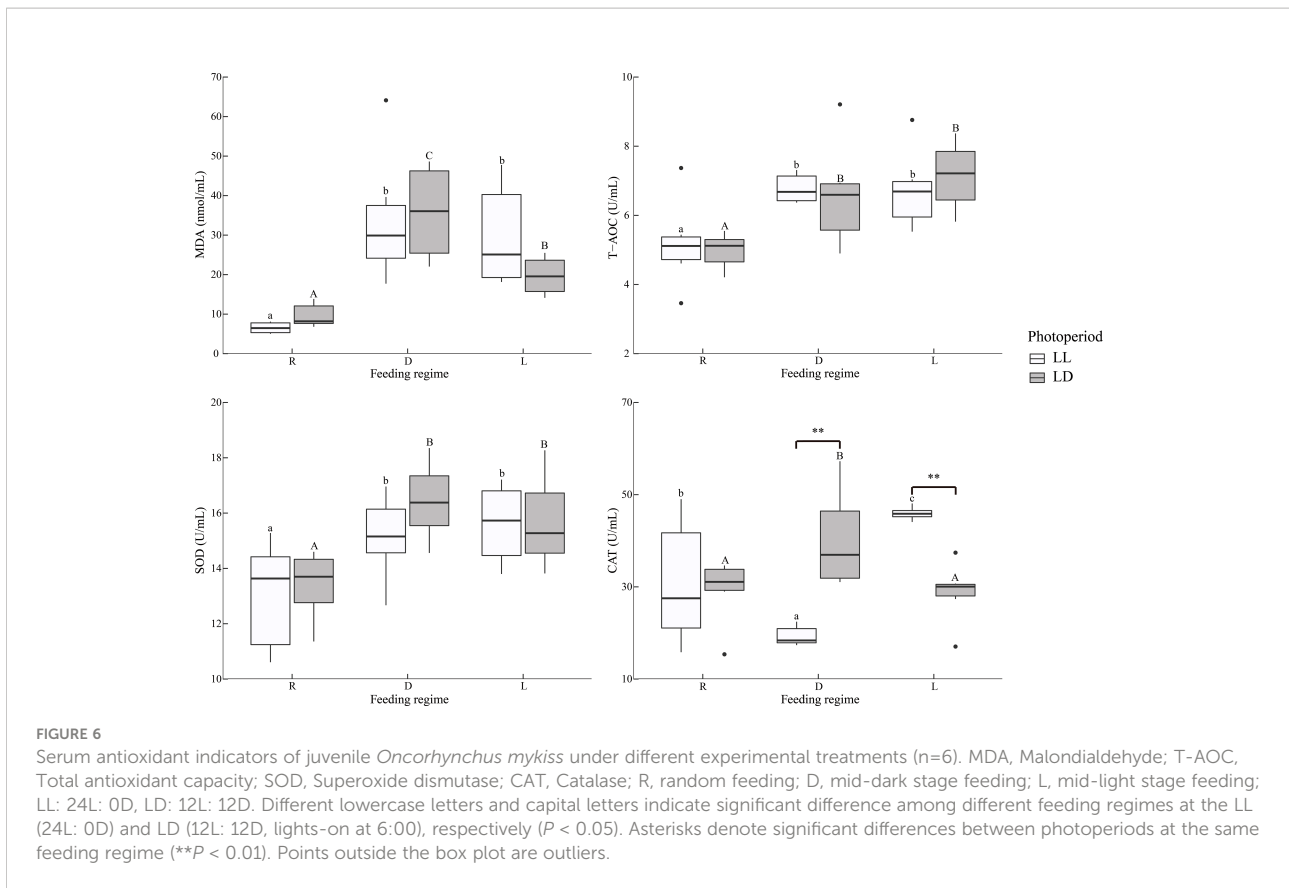 70
60
50
40
30
20
10
0
MDA (nmol/mL)
a
A
b
C
b
B
R
D
L
Feeding regime
10
8
6
4
2
T−AOC (U/mL)
a
A
b
B
b
B
R
D
L
Feeding regime
Photoperiod
LL
LD
20
18
16
14
12
10
SOD (U/mL)
a
A
b
B
b
B
R
D
L
Feeding regime
70
50
30
10
CAT (U/mL)
b
A
a
**
B
**
c
A
R
D
L
Feeding regime
FIGURE 6
Serum antioxidant indicators of juvenile Oncorhynchus mykiss under different experimental treatments (n=6). MDA, Malondialdehyde; T-AOC,
Total antioxidant capacity; SOD, Superoxide dismutase; CAT, Catalase; R, random feeding; D, mid-dark stage feeding; L, mid-light stage feeding;
LL: 24L: 0D, LD: 12L: 12D. Different lowercase letters and capital letters indicate significant difference among different feeding regimes at the LL
(24L: 0D) and LD (12L: 12D, lights-on at 6:00), respectively (P < 0.05). Asterisks denote significant differences between photoperiods at the same
feeding regime (**P < 0.01). Points outside the box plot are outliers.